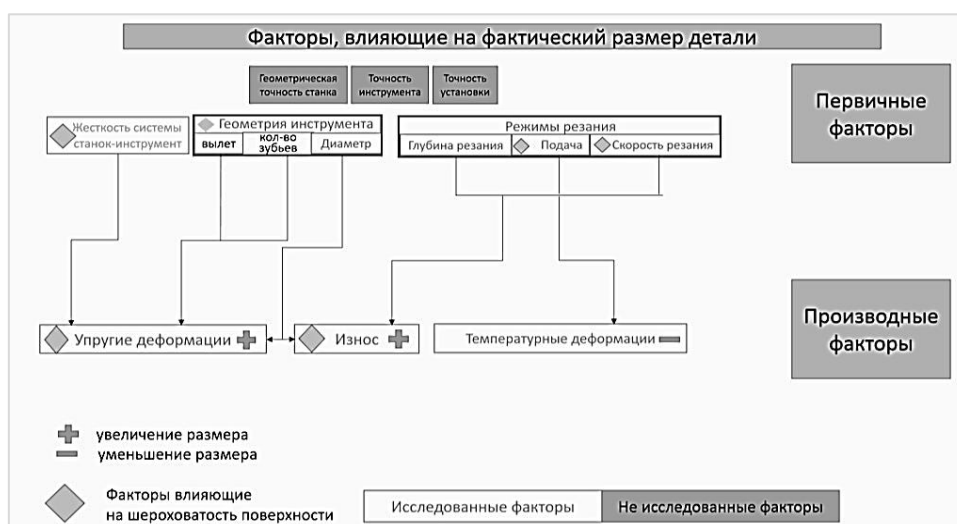 Факторы, влияющие на фактический размер детали
Геометрическая
точность станка
Точность
инструмента
Точность
установки
Первичные
факторы
Жесткость системы
станок-инструмент
Геометрия инструмента
вылет
кол-во
зубьев
Диаметр
Режимы резания
Глубина резания
Подача
Скорость резания
Производные
факторы
Упругие деформации
Износ
Температурные деформации
увеличение размера
уменьшение размера
Факторы влияющие
на шероховатость поверхности
Исследованные факторы
Не исследованные факторы